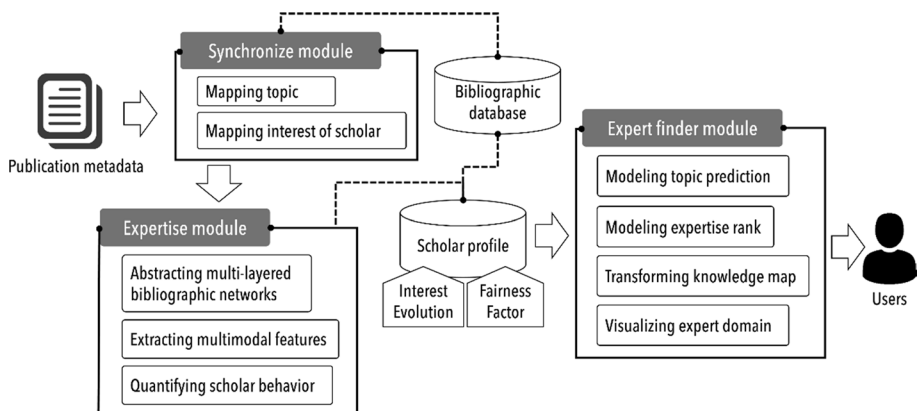 Synchronize module
Mapping topic
Mapping interest of scholar
Publication metadata
Bibliographic
database
Expertise module
Abstracting multi-layered
bibliographic networks
Extracting multimodal features
Quantifying scholar behavior
Scholar profile
Interest
Evolution
Fairness
Factor
Expert finder module
Modeling topic prediction
Modeling expertise rank
Transforming knowledge map
Visualizing expert domain
Users